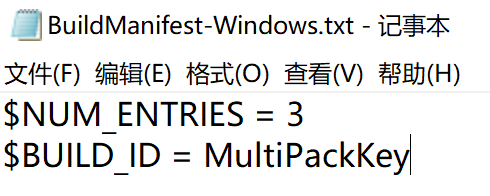 BuildManifest-Windows.txt - 记事本
文件(F) 编辑(E) 格式(O) 查看(V) 帮助(H)
$NUM_ENTRIES = 3
$BUILD_ID = MultiPackKey